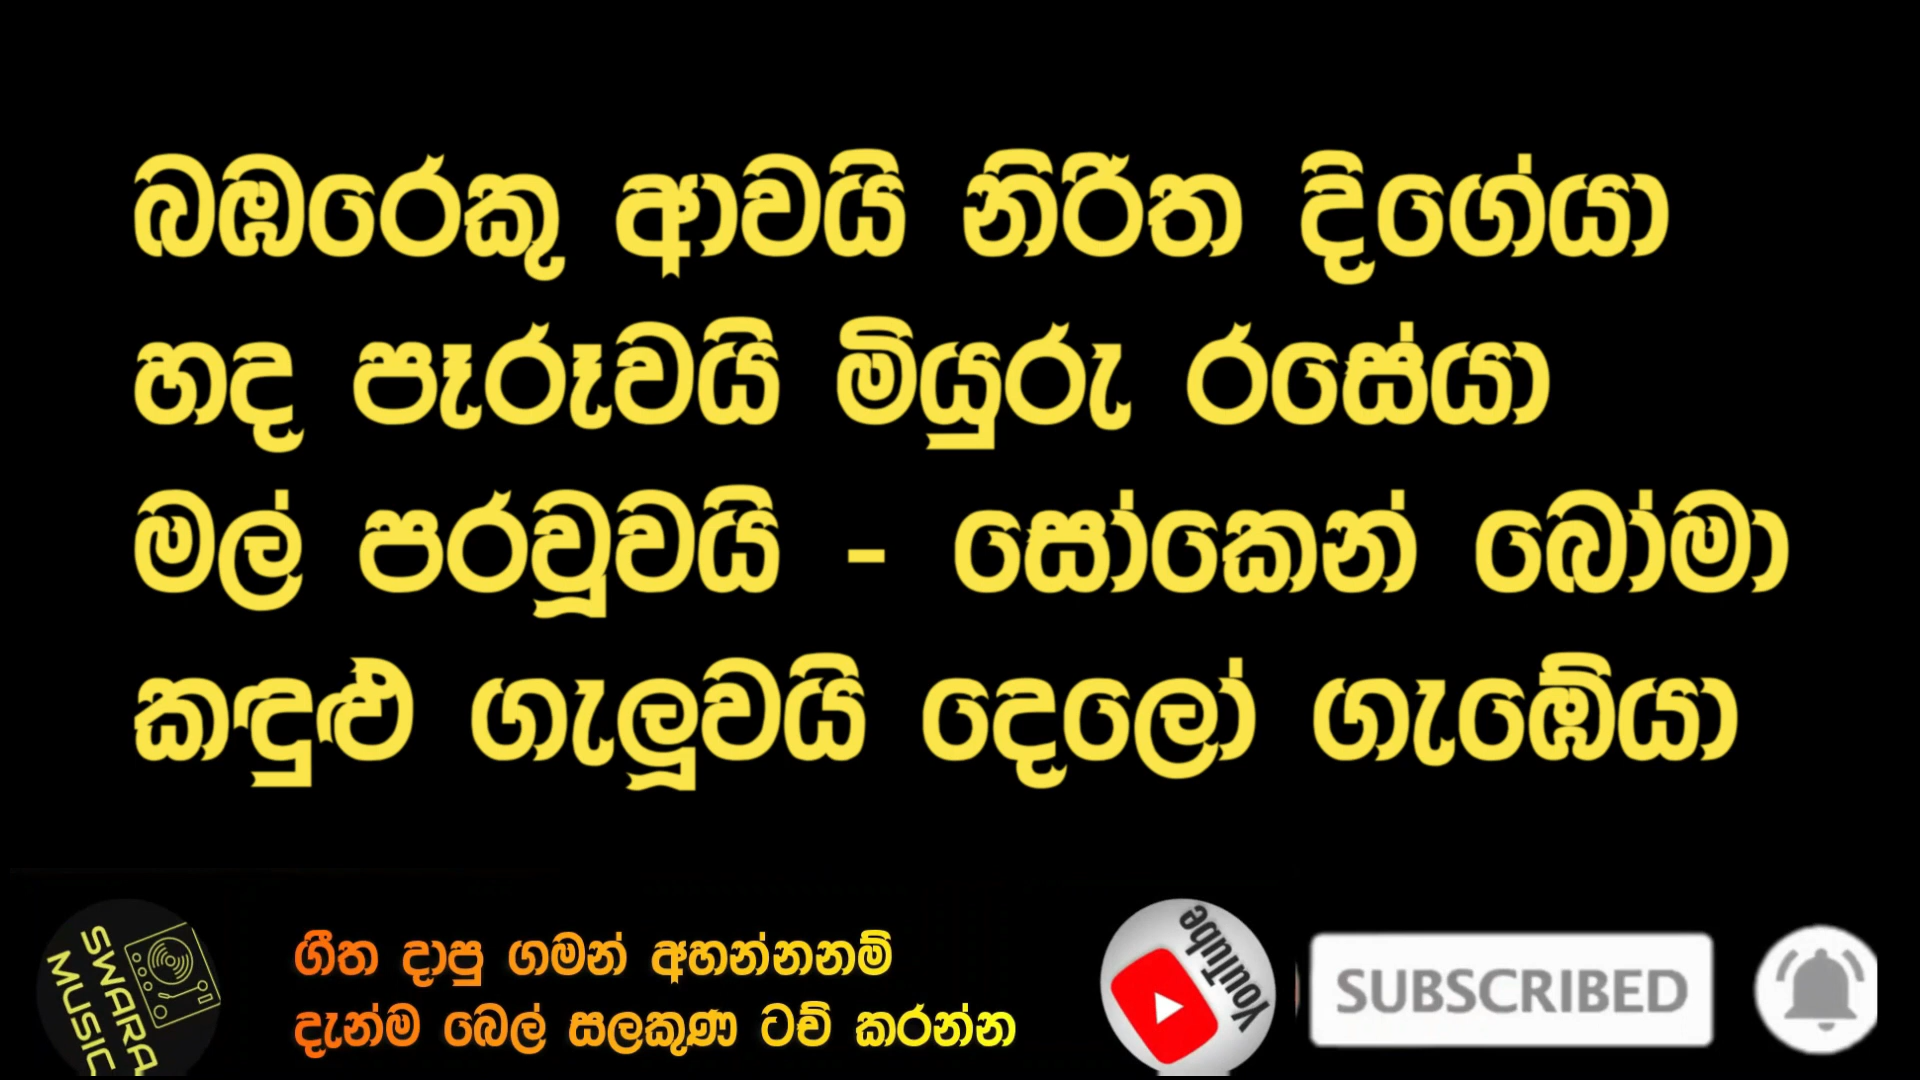 බඹරෙකු ආවයි නිරිත දිගේයා
හද පෑරූවයි මියුරු රසේයා
මල් පරවූවයි - සෝකෙන් බෝමා
කඳුළු ගැලූවයි දෙලෝ ගැඹේයා
SWARA
MUSIC
ගීත දාපු ගමන් අහන්නනම්
දැන්ම බෙල් සලකුණ ටච් කරන්න
YouTube
SUBSCRIBED